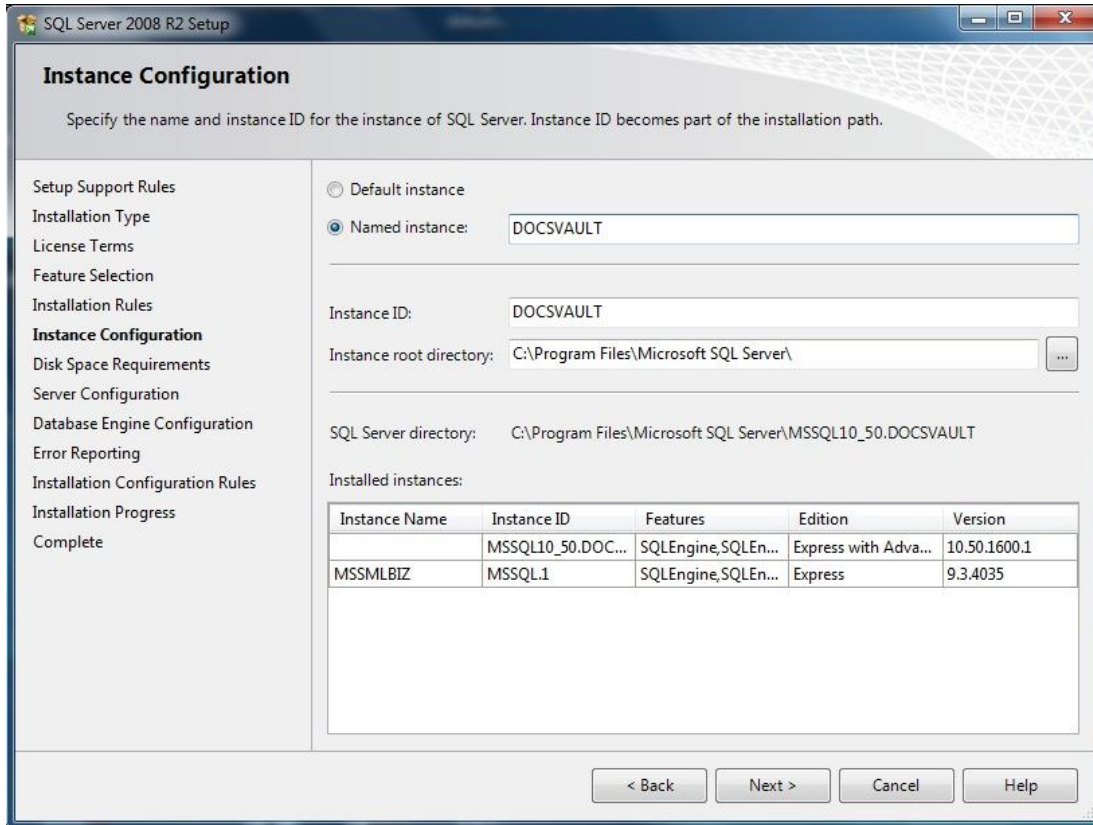 SQL Server 2008 R2 Setup
Instance Configuration
Specify the name and instance ID for the instance of SQL Server. Instance ID becomes part of the installation path.
Setup Support Rules
Installation Type
License Terms
Feature Selection
Installation Rules
Instance Configuration
Disk Space Requirements
Server Configuration
Database Engine Configuration
Error Reporting
Installation Configuration Rules
Installation Progress
Complete
Default instance
Named instance: DOCSVAULT
Instance ID: DOCSVAULT
Instance root directory: C:\Program Files\Microsoft SQL Server\ ...
SQL Server directory: C:\Program Files\Microsoft SQL Server\MSSQL10_50.DOCSVAULT
Installed instances:
Instance Name Instance ID Features Edition Version
MSSQL10_50.DOC... SQLEngine,SQLEn... Express with Adva... 10.50.1600.1
MSSMLBIZ MSSQL.1 SQLEngine,SQLEn... Express 9.3.4035
< Back Next > Cancel Help